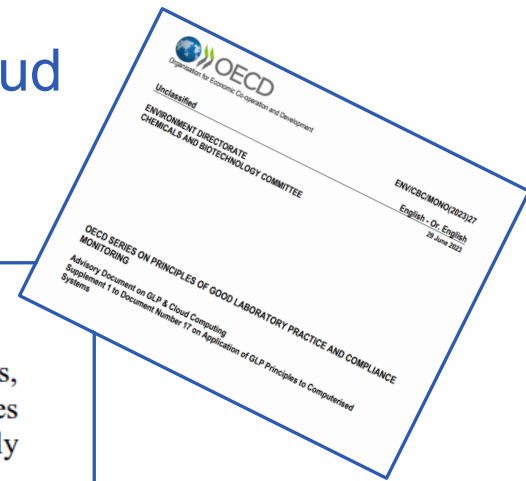 ud
OECD
Organisation for Economic Co-operation and Development
Unclassified
ENV/CBC/MONO(2023)27
English - Or. English
29 June 2023
ENVIRONMENT DIRECTORATE
CHEMICALS AND BIOTECHNOLOGY COMMITTEE
OECD SERIES ON PRINCIPLES OF GOOD LABORATORY PRACTICE AND COMPLIANCE
MONITORING
Advisory Document on GLP & Cloud Computing
Supplement 1 to Document Number 17 on Application of GLP Principles to Computerised
Systems
s,
es
ly